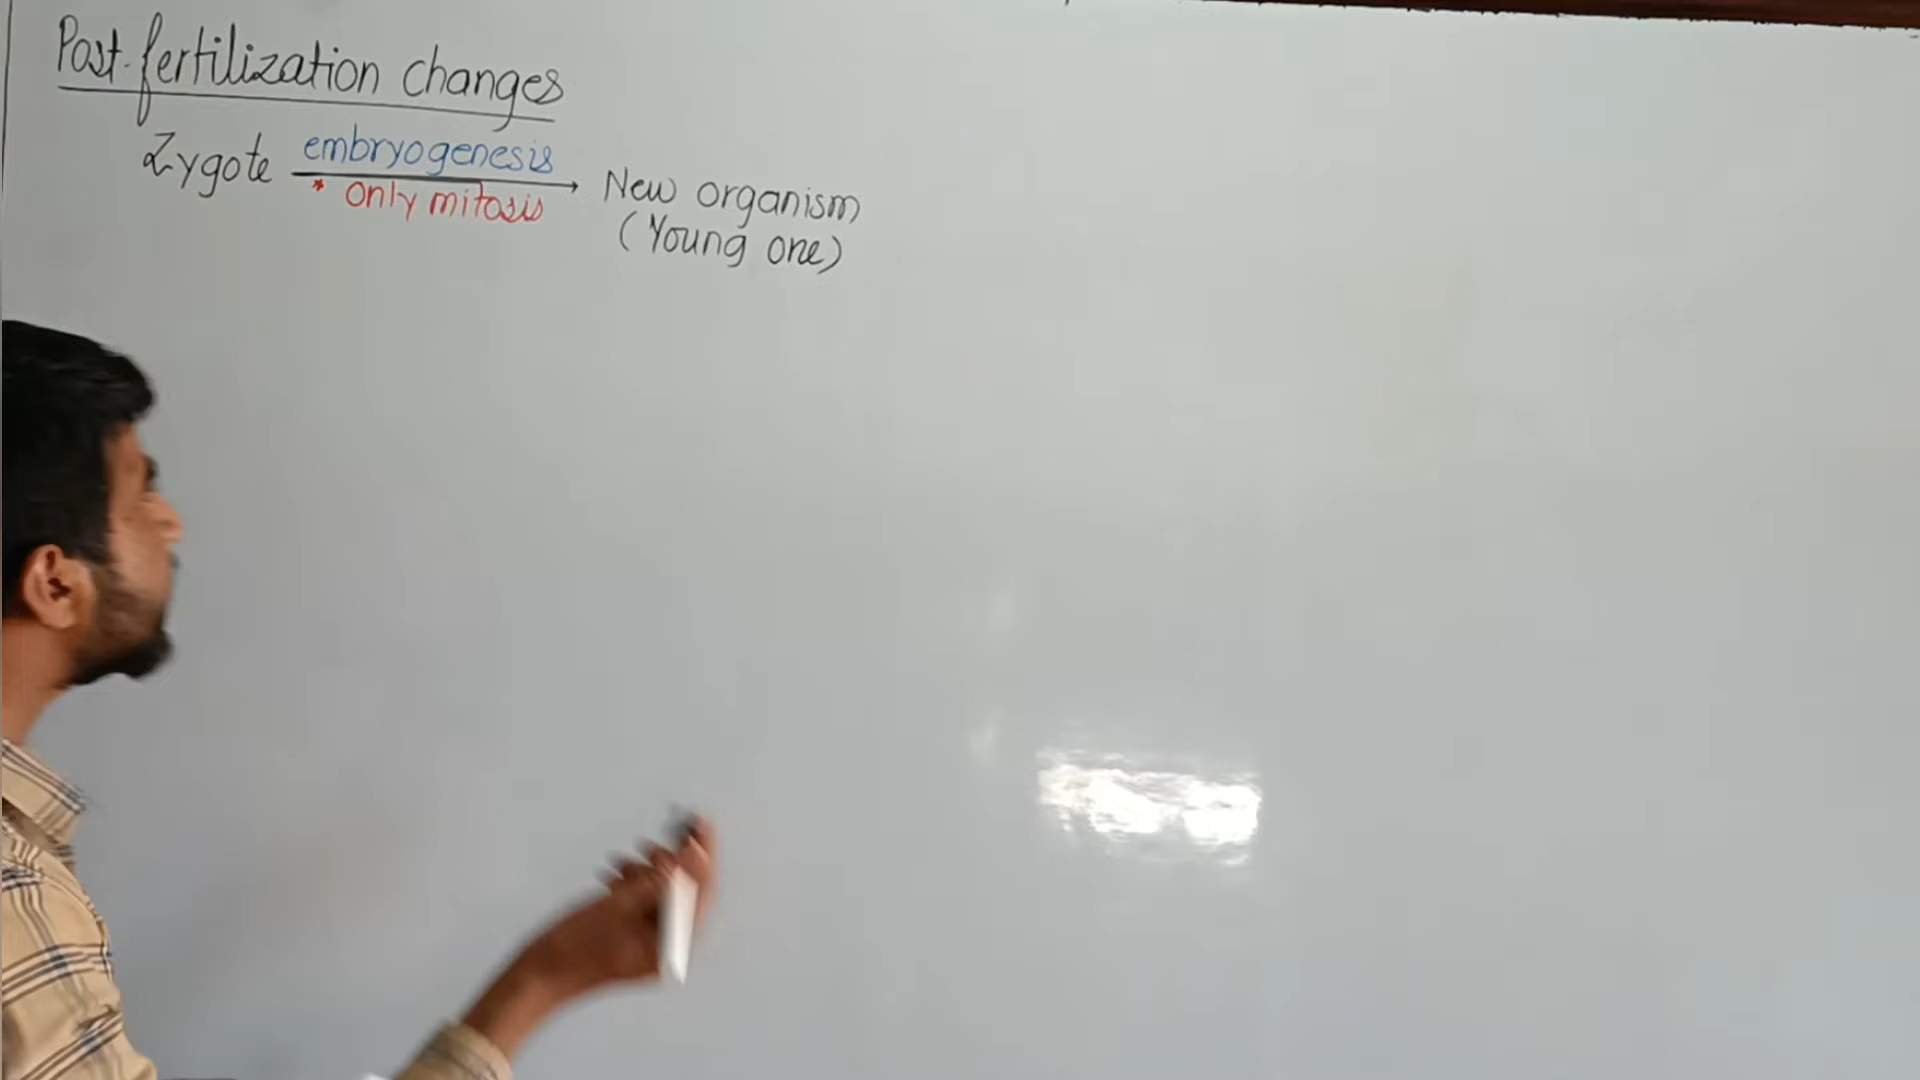 Post-fertilization changes
Zygote embryogenesis → New organism
* only mitosis
(Young one)